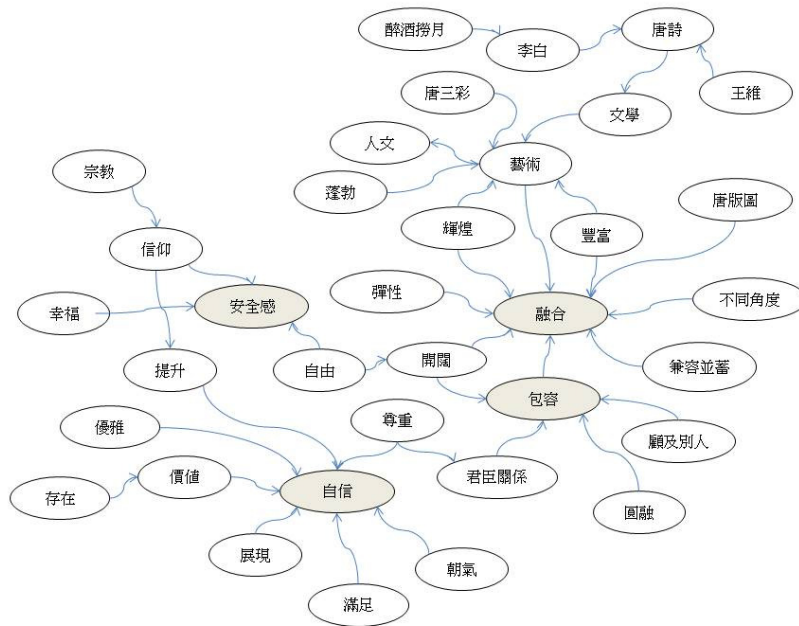 醉酒撈月
李白
唐詩
王維
唐三彩
文學
人文
藝術
蓬勃
宗教
輝煌
豐富
唐版圖
信仰
彈性
不同角度
幸福
安全感
融合
提升
自由
開闊
兼容並蓄
包容
優雅
尊重
顧及別人
價值
君臣關係
存在
自信
圓融
展現
朝氣
滿足